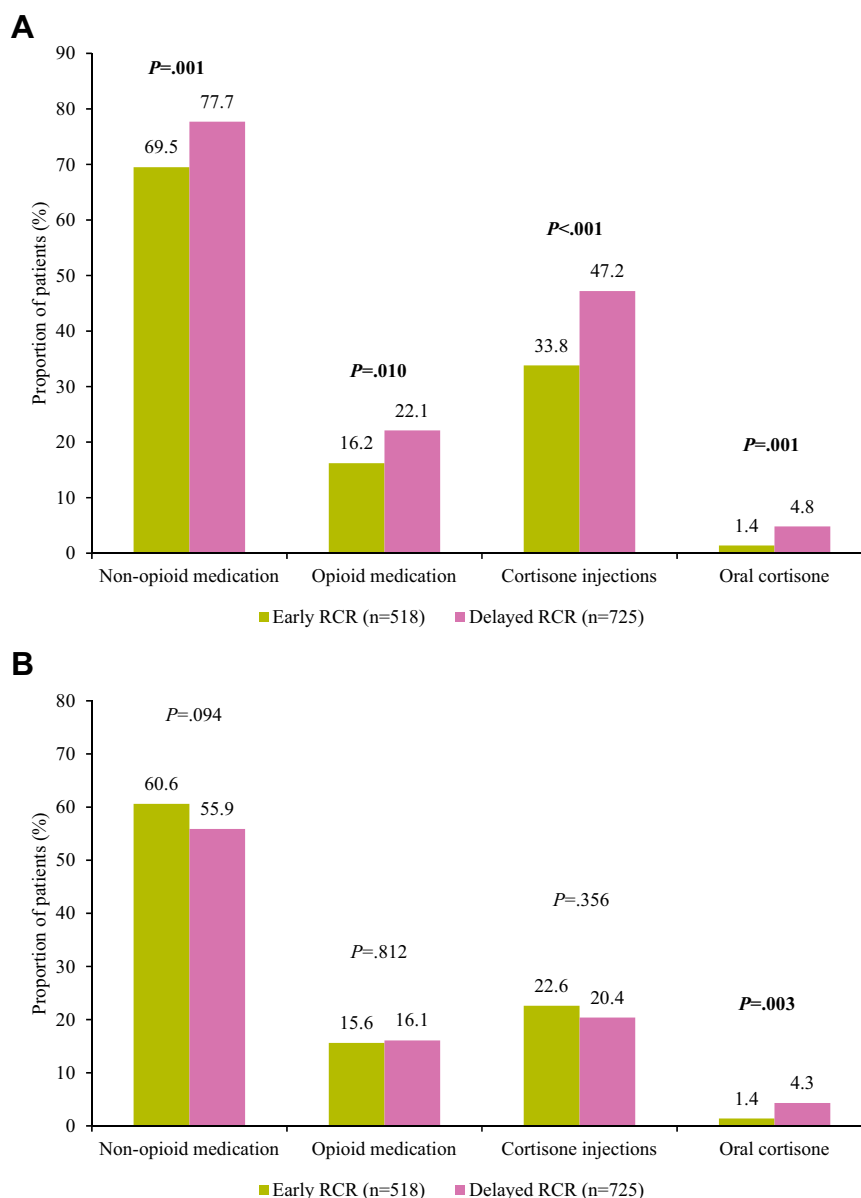 A
90
80
70
60
50
40
30
20
10
0
Proportion of patients (%)
P=.001
69.5
77.7
P=.010
16.2
22.1
P<.001
33.8
47.2
P=.001
1.4
4.8
Non-opioid medication
Opioid medication
Cortisone injections
Oral cortisone
Early RCR (n=518)
Delayed RCR (n=725)
B
80
70
60
50
40
30
20
10
0
Proportion of patients (%)
P=.094
60.6
55.9
P=.812
15.6
16.1
P=.356
22.6
20.4
P=.003
1.4
4.3
Non-opioid medication
Opioid medication
Cortisone injections
Oral cortisone
Early RCR (n=518)
Delayed RCR (n=725)